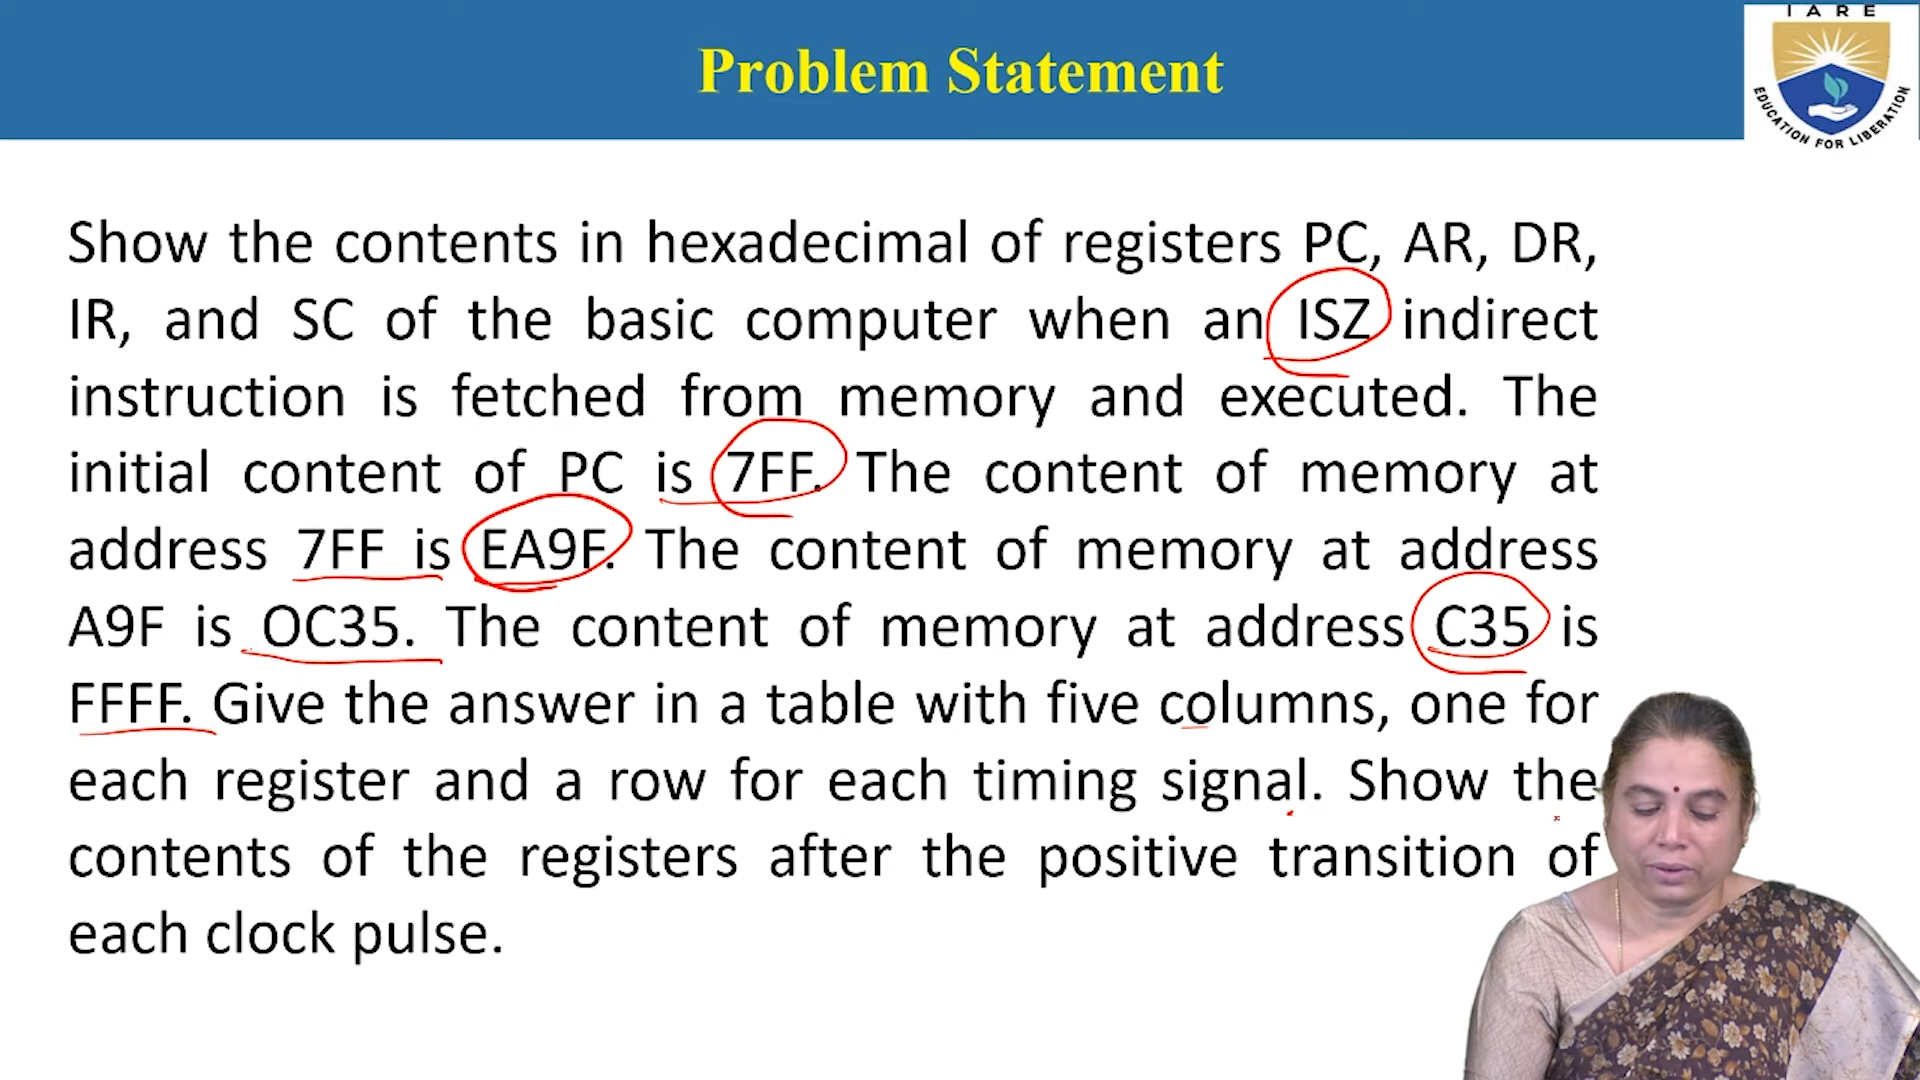 Problem Statement
I A R E
EDUCATION FOR LIBERATION
Show the contents in hexadecimal of registers PC, AR, DR,
IR, and SC of the basic computer when an ISZ indirect
instruction is fetched from memory and executed. The
initial content of PC is 7FF. The content of memory at
address 7FF is EA9F. The content of memory at address
A9F is OC35. The content of memory at address C35 is
FFFF. Give the answer in a table with five columns, one for
each register and a row for each timing signal. Show the
contents of the registers after the positive transition of
each clock pulse.